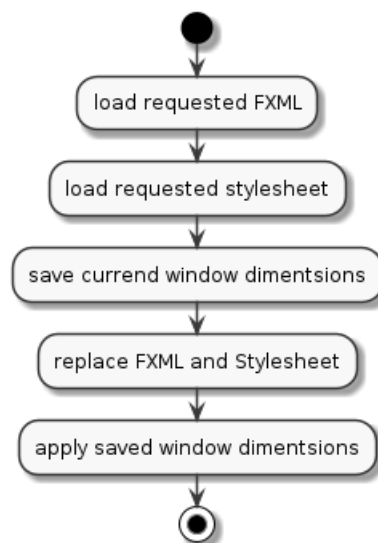 load requested FXML
load requested stylesheet
save currend window dimentsions
replace FXML and Stylesheet
apply saved window dimentsions